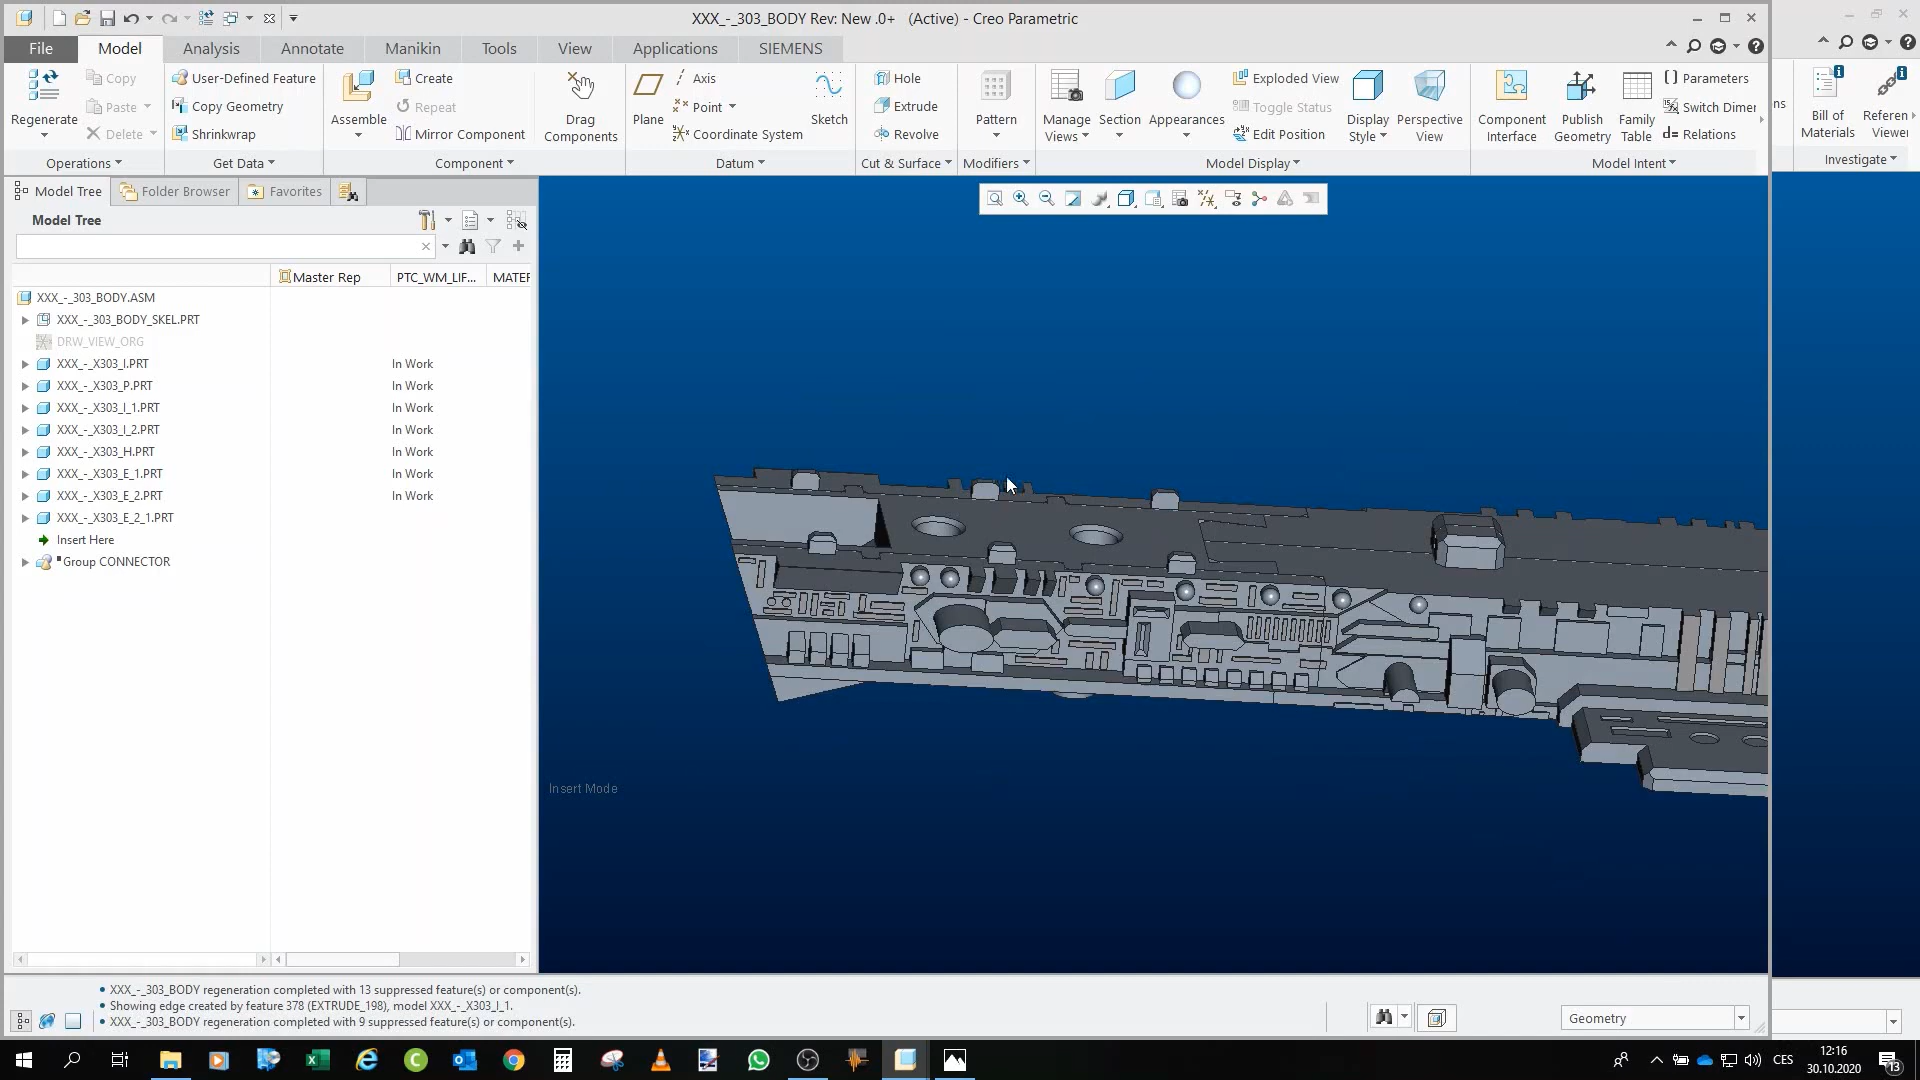 XXX_-_303_BODY Rev: New .0+   (Active) - Creo Parametric
File Model Analysis Annotate Manikin Tools View Applications SIEMENS
Regenerate
Copy
Paste
Delete
User-Defined Feature
Copy Geometry
Shrinkwrap
Assemble
Create
Repeat
Mirror Component
Drag
Components
Plane
Axis
Point
Coordinate System
Sketch
Hole
Extrude
Revolve
Pattern
Manage
Views
Section
Appearances
Exploded View
Toggle Status
Edit Position
Display
Style
Perspective
View
Component
Interface
Publish
Geometry
Family
Table
Parameters
Switch Dimer
Relations
ns
Bill of
Materials
Referen
Viewer
Operations Get Data Component Datum Cut & Surface Modifiers Model Display Model Intent Investigate
Model Tree Folder Browser Favorites
Model Tree
Master Rep PTC_WM_LIF... MATER
XXX_-_303_BODY.ASM
XXX_-_303_BODY_SKEL.PRT
DRW_VIEW_ORG
XXX_-_X303_I.PRT In Work
XXX_-_X303_P.PRT In Work
XXX_-_X303_I_1.PRT In Work
XXX_-_X303_I_2.PRT In Work
XXX_-_X303_H.PRT In Work
XXX_-_X303_E_1.PRT In Work
XXX_-_X303_E_2.PRT In Work
XXX_-_X303_E_2_1.PRT
Insert Here
Group CONNECTOR
Insert Mode
XXX_-_303_BODY regeneration completed with 13 suppressed feature(s) or component(s).
Showing edge created by feature 378 (EXTRUDE_198), model XXX_-_X303_I_1.
XXX_-_303_BODY regeneration completed with 9 suppressed feature(s) or component(s).
Geometry
CES
12:16
30.10.2020
13